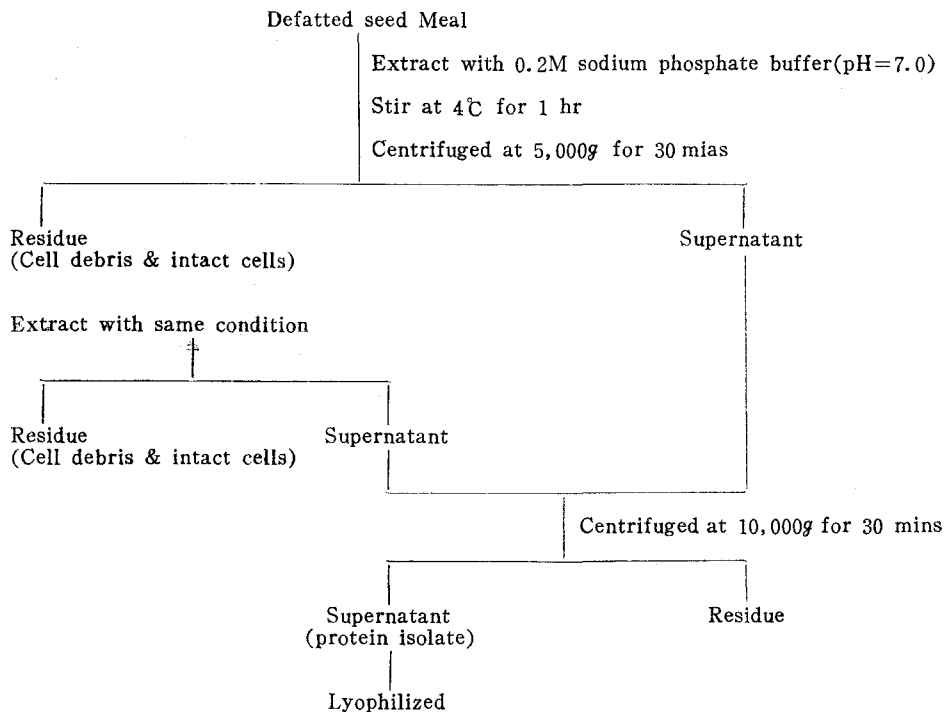 Defatted seed Meal
Extract with 0.2M sodium phosphate buffer(pH=7.0)
Stir at 4℃ for 1 hr
Centrifuged at 5,000g for 30 mias
Residue
(Cell debris & intact cells)
Supernatant
Extract with same condition
Residue
(Cell debris & intact cells)
Supernatant
Centrifuged at 10,000g for 30 mins
Supernatant
(protein isolate)
Residue
Lyophilized